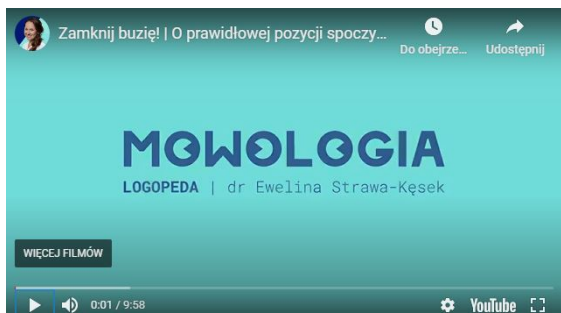 Zamknij buzię! | O prawidłowej pozycji spoczy...
Do obejrze...
Udostępnij
MOWOLOGIA
LOGOPEDA | dr Ewelina Strawa-Kęsek
WIĘCEJ FILMÓW
0:01 / 9:58
YouTube